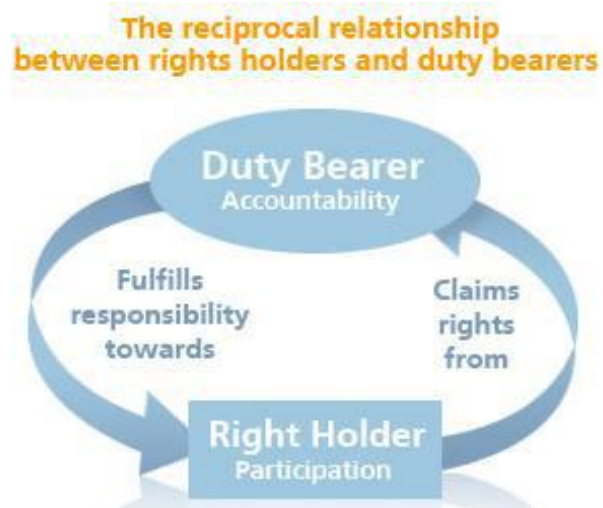 The reciprocal relationship
between rights holders and duty bearers
Duty Bearer
Accountability
Fulfills
responsibility
towards
Claims
rights
from
Right Holder
Participation